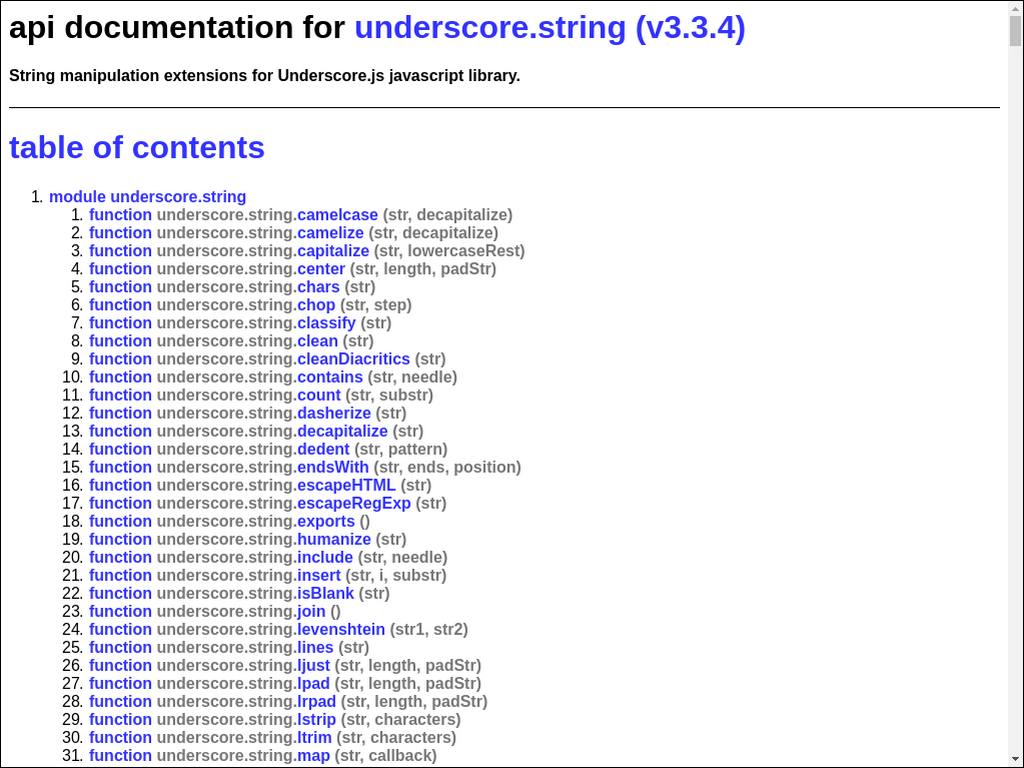 api documentation for underscore.string (v3.3.4)
String manipulation extensions for Underscore.js javascript library.
table of contents
1. module underscore.string
1. function underscore.string.camelcase (str, decapitalize)
2. function underscore.string.camelize (str, decapitalize)
3. function underscore.string.capitalize (str, lowercaseRest)
4. function underscore.string.center (str, length, padStr)
5. function underscore.string.chars (str)
6. function underscore.string.chop (str, step)
7. function underscore.string.classify (str)
8. function underscore.string.clean (str)
9. function underscore.string.cleanDiacritics (str)
10. function underscore.string.contains (str, needle)
11. function underscore.string.count (str, substr)
12. function underscore.string.dasherize (str)
13. function underscore.string.decapitalize (str)
14. function underscore.string.dedent (str, pattern)
15. function underscore.string.endsWith (str, ends, position)
16. function underscore.string.escapeHTML (str)
17. function underscore.string.escapeRegExp (str)
18. function underscore.string.exports ()
19. function underscore.string.humanize (str)
20. function underscore.string.include (str, needle)
21. function underscore.string.insert (str, i, substr)
22. function underscore.string.isBlank (str)
23. function underscore.string.join ()
24. function underscore.string.levenshtein (str1, str2)
25. function underscore.string.lines (str)
26. function underscore.string.ljust (str, length, padStr)
27. function underscore.string.lpad (str, length, padStr)
28. function underscore.string.lrpad (str, length, padStr)
29. function underscore.string.lstrip (str, characters)
30. function underscore.string.ltrim (str, characters)
31. function underscore.string.map (str, callback)